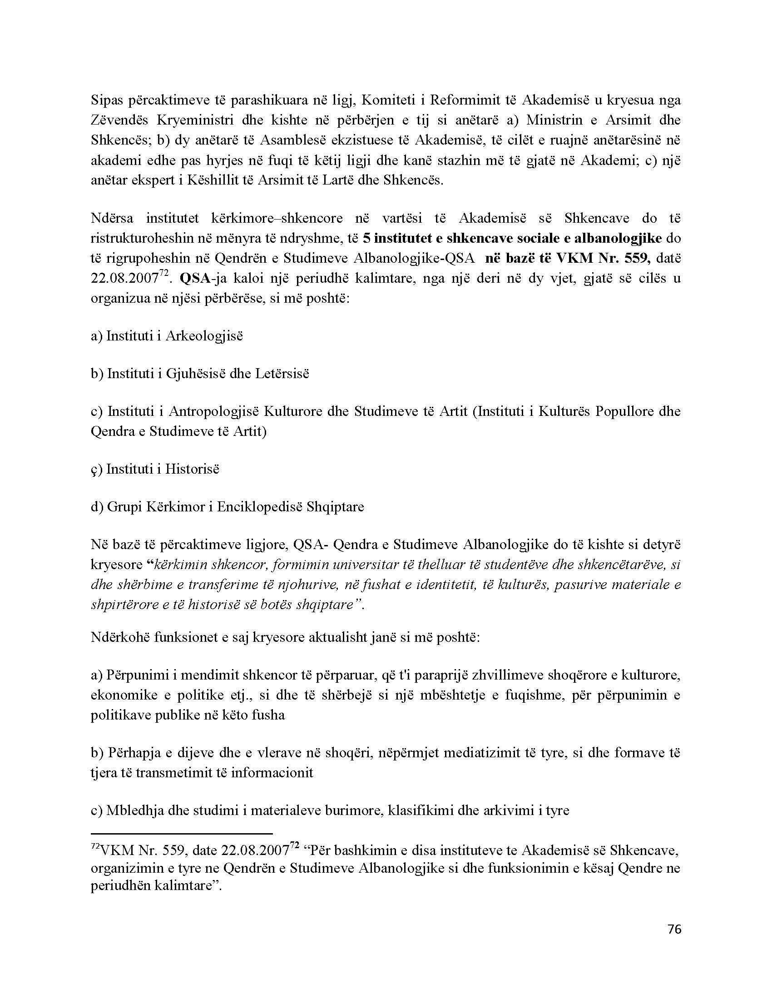 Sipas përcaktimeve të parashikuara në ligj, Komiteti i Reformimit të Akademisë u kryesua nga
Zëvendës Kryeministri dhe kishte në përbërjen e tij si anëtarë a) Ministrin e Arsimit dhe
Shkencës; b) dy anëtarë të Asamblesë ekzistuese të Akademisë, të cilët e ruajnë anëtarësinë në
akademi edhe pas hyrjes në fuqi të këtij ligji dhe kanë stazhin më të gjatë në Akademi; c) një
anëtar ekspert i Këshillit të Arsimit të Lartë dhe Shkencës.
Ndërsa institutet kërkimore–shkencore në vartësi të Akademisë së Shkencave do të
ristrukturoheshin në mënyra të ndryshme, të 5 institutet e shkencave sociale e albanologjike do
të rigrupoheshin në Qendrën e Studimeve Albanologjike-QSA në bazë të VKM Nr. 559, datë
22.08.2007⁷². QSA-ja kaloi një periudhë kalimtare, nga një deri në dy vjet, gjatë së cilës u
organizua në njësi përbërëse, si më poshtë:
a) Instituti i Arkeologjisë
b) Instituti i Gjuhësisë dhe Letërsisë
c) Instituti i Antropologjisë Kulturore dhe Studimeve të Artit (Instituti i Kulturës Popullore dhe
Qendra e Studimeve të Artit)
ç) Instituti i Historisë
d) Grupi Kërkimor i Enciklopedisë Shqiptare
Në bazë të përcaktimeve ligjore, QSA- Qendra e Studimeve Albanologjike do të kishte si detyrë
kryesore “kërkimin shkencor, formimin universitar të thelluar të studentëve dhe shkencëtarëve, si
dhe shërbime e transferime të njohurive, në fushat e identitetit, të kulturës, pasurive materiale e
shpirtërore e të historisë së botës shqiptare”.
Ndërkohë funksionet e saj kryesore aktualisht janë si më poshtë:
a) Përpunimi i mendimit shkencor të përparuar, që t'i paraprijë zhvillimeve shoqërore e kulturore,
ekonomike e politike etj., si dhe të shërbejë si një mbështetje e fuqishme, për përpunimin e
politikave publike në këto fusha
b) Përhapja e dijeve dhe e vlerave në shoqëri, nëpërmjet mediatizimit të tyre, si dhe formave të
tjera të transmetimit të informacionit
c) Mbledhja dhe studimi i materialeve burimore, klasifikimi dhe arkivimi i tyre
⁷²VKM Nr. 559, date 22.08.2007⁷² “Për bashkimin e disa instituteve te Akademisë së Shkencave,
organizimin e tyre ne Qendrën e Studimeve Albanologjike si dhe funksionimin e kësaj Qendre ne
periudhën kalimtare”.
76